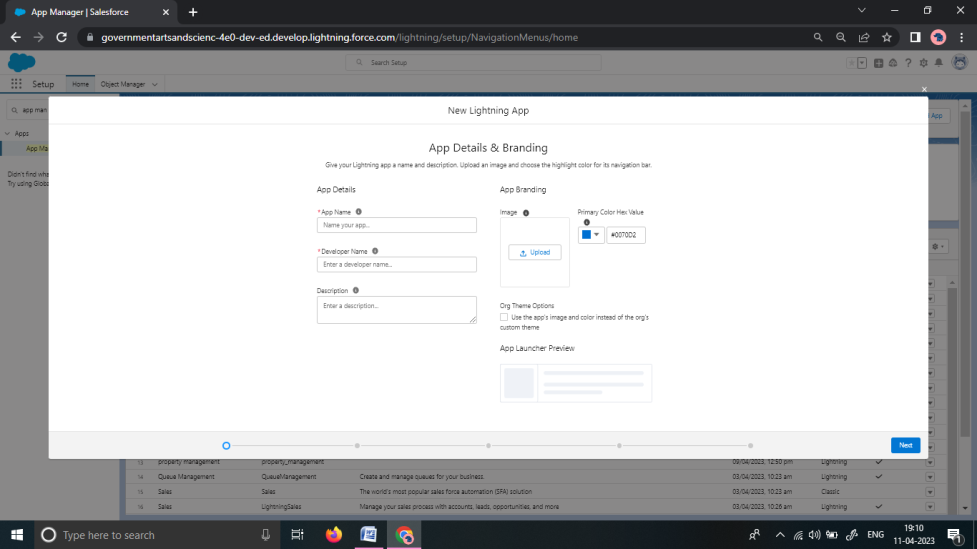 App Manager | Salesforce
governmentartsandscienc-4e0-dev-ed.develop.lightning.force.com/lightning/setup/NavigationMenus/home
Search Setup
Setup
Home
Object Manager
app man
Apps
App Ma
Didn't find wha
Try using Globa
App
New Lightning App
App Details & Branding
Give your Lightning app a name and description. Upload an image and choose the highlight color for its navigation bar.
App Details
App Branding
*App Name
Name your app...
*Developer Name
Enter a developer name...
Description
Enter a description...
Image
Upload
Primary Color Hex Value
#0070D2
Org Theme Options
Use the app's image and color instead of the org's
custom theme
App Launcher Preview
Next
13 property management property_management 09/04/2023, 12:50 pm Lightning
14 Queue Management QueueManagement Create and manage queues for your business 03/04/2023, 10:23 am Lightning
15 Sales Sales The world's most popular sales force automation (SFA) solution 03/04/2023, 10:23 am Classic
16 Sales LightningSales Manage your sales process with accounts, leads, opportunities, and more 03/04/2023, 10:26 am Lightning
Type here to search
ENG
19:10
11-04-2023
1